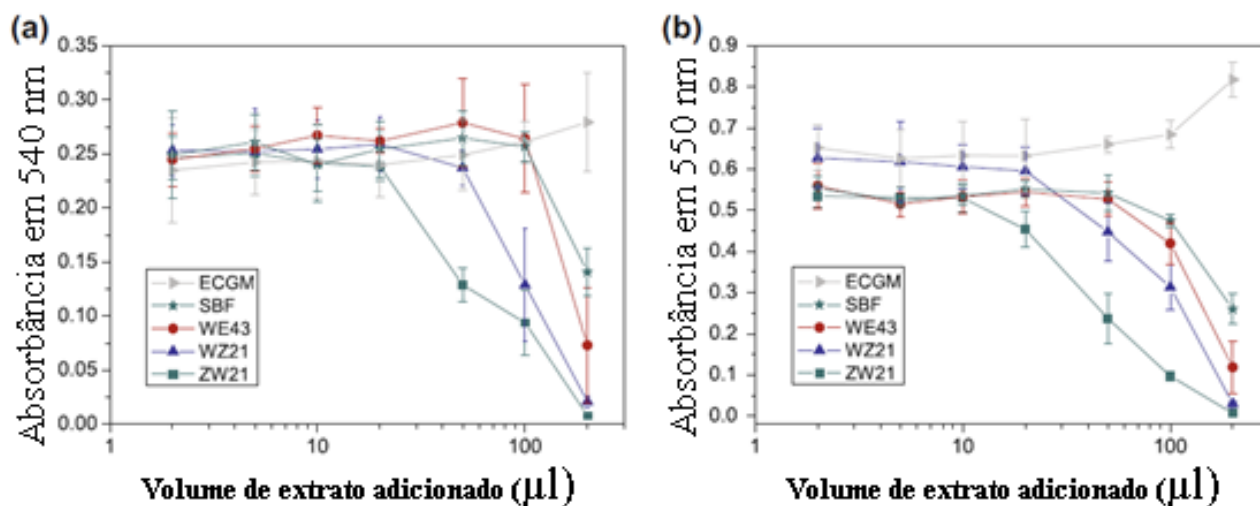 (a)
Absorbância em 540 nm
0.35
0.30
0.25
0.20
0.15
0.10
0.05
0.00
ECGM
SBF
WE43
WZ21
ZW21
1
10
100
Volume de extrato adicionado (μl)
(b)
Absorbância em 550 nm
0.9
0.8
0.7
0.6
0.5
0.4
0.3
0.2
0.1
0.0
ECGM
SBF
WE43
WZ21
ZW21
1
10
100
Volume de extrato adicionado (μl)